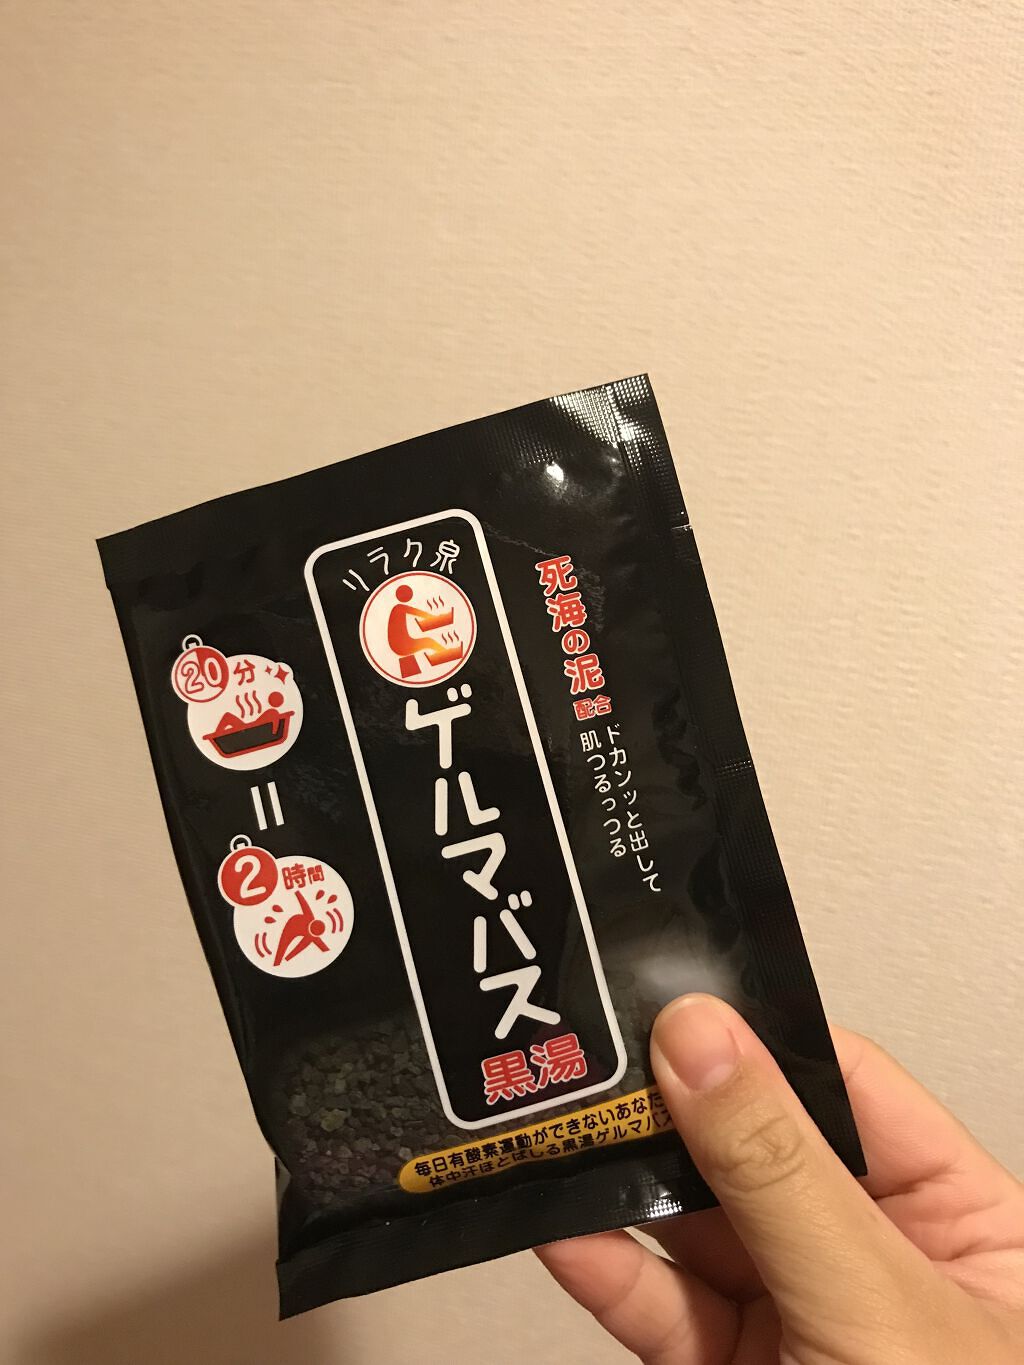 リラク泉
ゲルマバス
黒湯
死海の泥配合
ドカンッと出して
肌つるっつる
20分
=
2時間
毎日有酸素運動ができないあなた
体中汗ほとばしる黒湯ゲルマバス